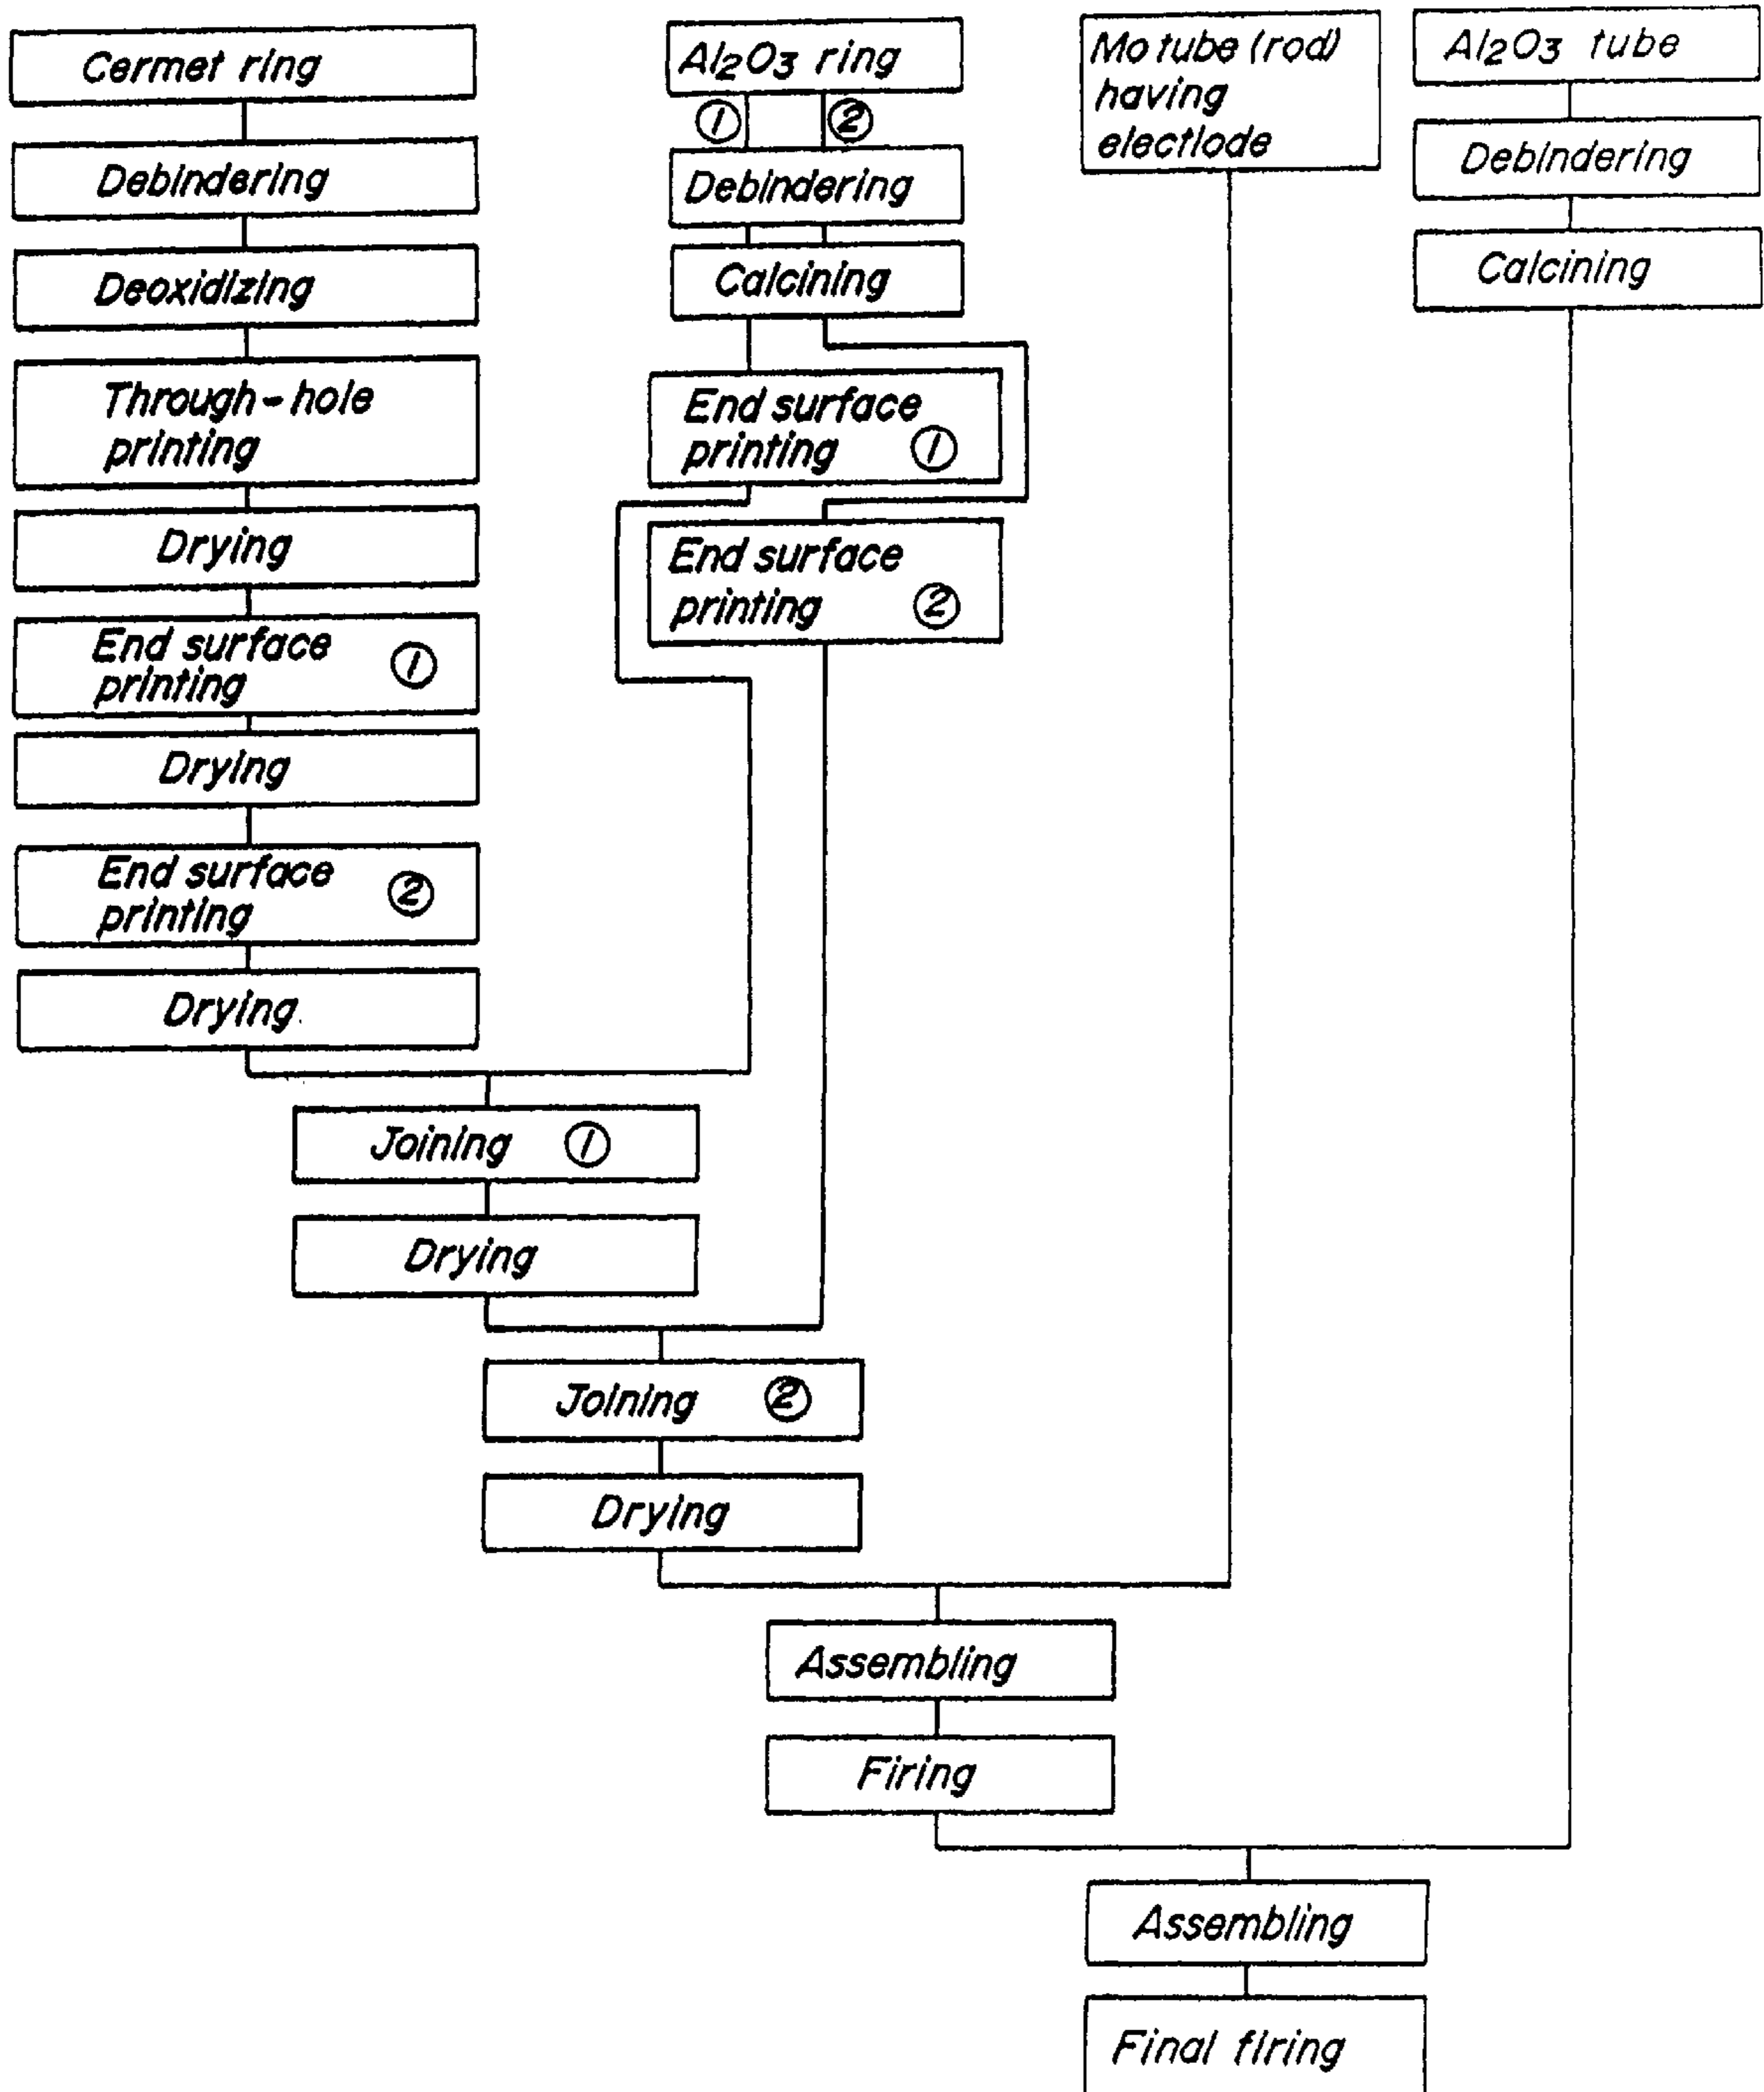 Cermet ring
Debindering
Deoxidizing
Through-hole
printing
Drying
End surface
printing ①
Drying
End surface
printing ②
Drying
Al2O3 ring
① ②
Debindering
Calcining
End surface
printing ①
End surface
printing ②
Mo tube (rod)
having
electlode
Al2O3 tube
Debindering
Calcining
Joining ①
Drying
Joining ②
Drying
Assembling
Firing
Assembling
Final firing